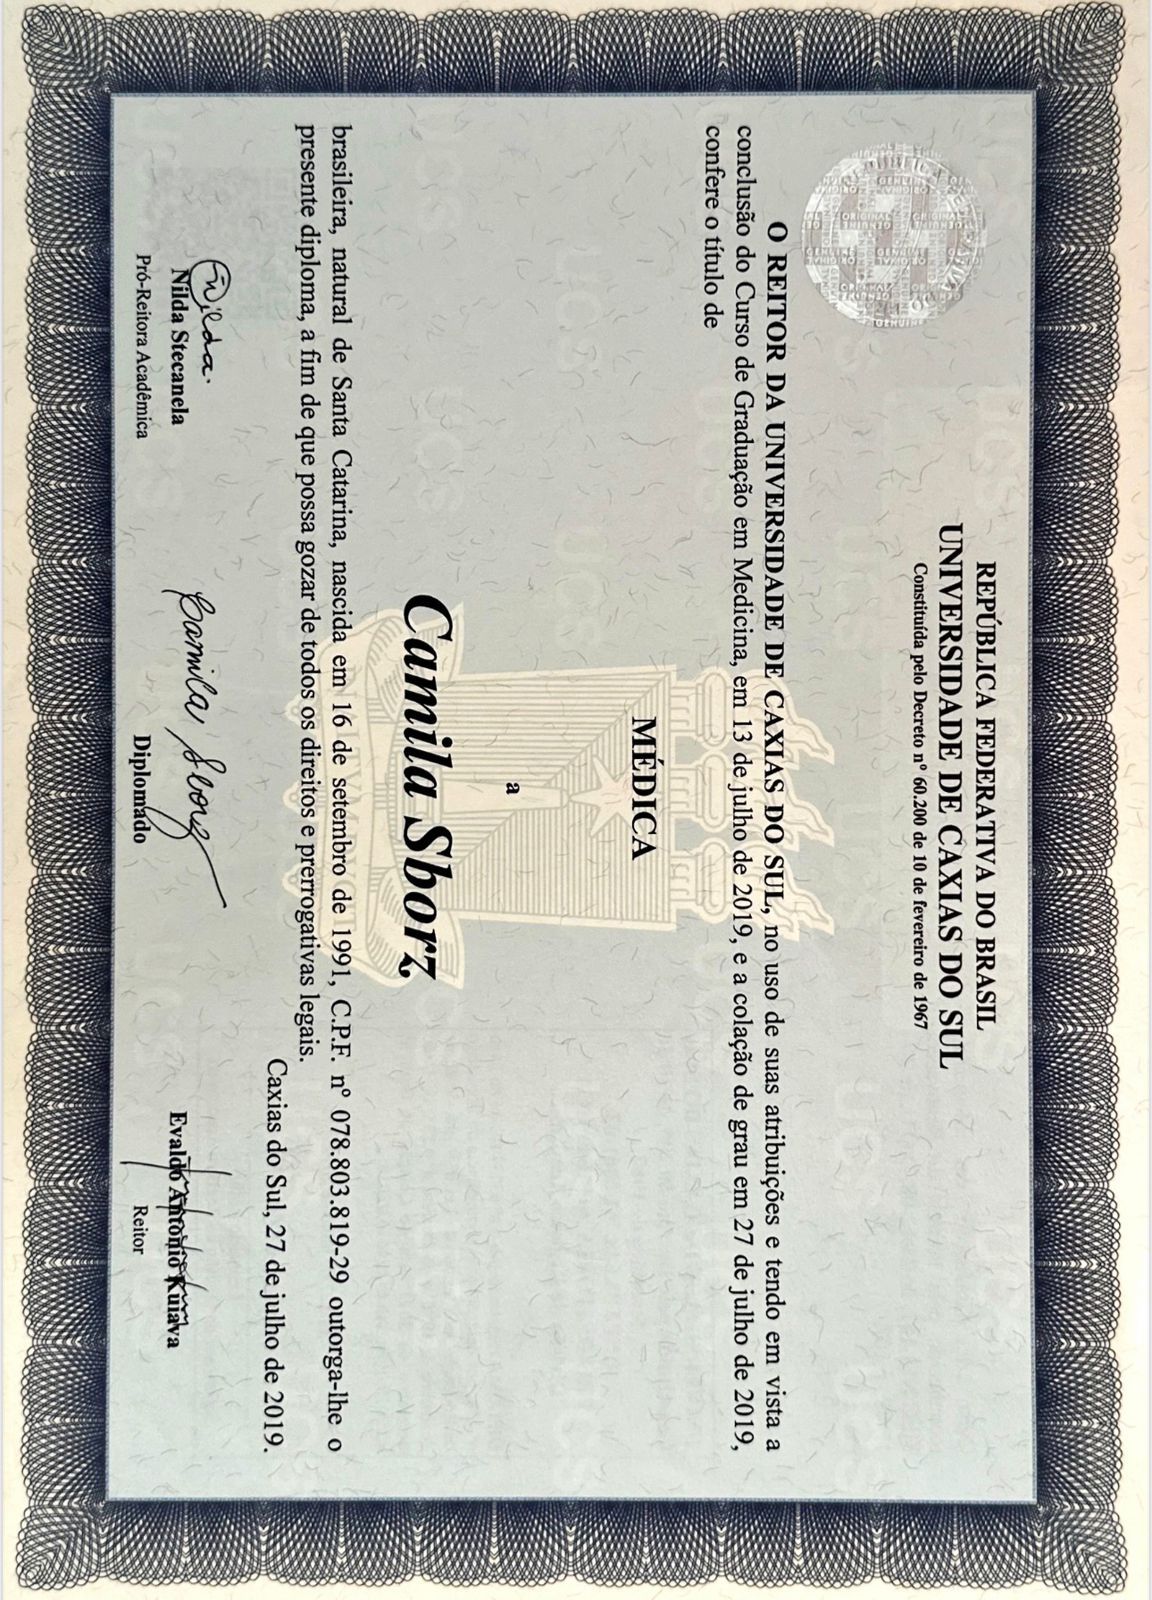 REPÚBLICA FEDERATIVA DO BRASIL
UNIVERSIDADE DE CAXIAS DO SUL
Constituída pelo Decreto nº 60.200 de 10 de fevereiro de 1967
O REITOR DA UNIVERSIDADE DE CAXIAS DO SUL, no uso de suas atribuições e tendo em vista a
conclusão do Curso de Graduação em Medicina, em 13 de julho de 2019, e a colação de grau em 27 de julho de 2019,
confere o título de
MÉDICA
a
Camila Sborz
brasileira, natural de Santa Catarina, nascida em 16 de setembro de 1991, C.P.F. nº 078.803.819-29 outorga-lhe o
presente diploma, a fim de que possa gozar de todos os direitos e prerrogativas legais.
Caxias do Sul, 27 de julho de 2019.
Nilda
Nilda Stecanela
Pró-Reitora Acadêmica
Camila Sborz
Diplomado
Evaldo Antonio Kuiava
Reitor